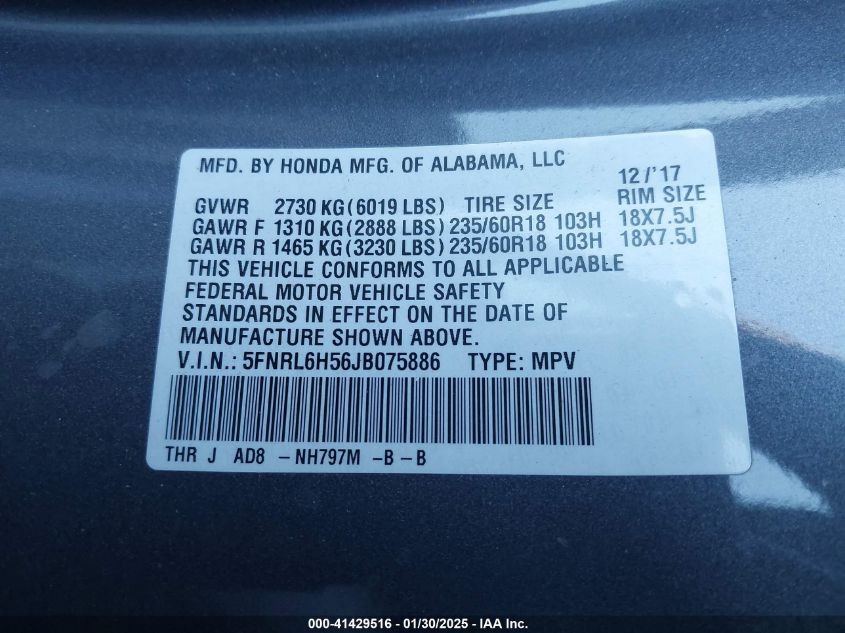 MFD. BY HONDA MFG. OF ALABAMA, LLC
12/'17
GVWR 2730 KG(6019 LBS) TIRE SIZE RIM SIZE
GAWR F 1310 KG(2888 LBS) 235/60R18 103H 18X7.5J
GAWR R 1465 KG(3230 LBS) 235/60R18 103H 18X7.5J
THIS VEHICLE CONFORMS TO ALL APPLICABLE
FEDERAL MOTOR VEHICLE SAFETY
STANDARDS IN EFFECT ON THE DATE OF
MANUFACTURE SHOWN ABOVE.
V.I.N.: 5FNRL6H56JB075886 TYPE: MPV
THR J AD8 -NH797M -B-B
000-41429516 - 01/30/2025 - IAA Inc.